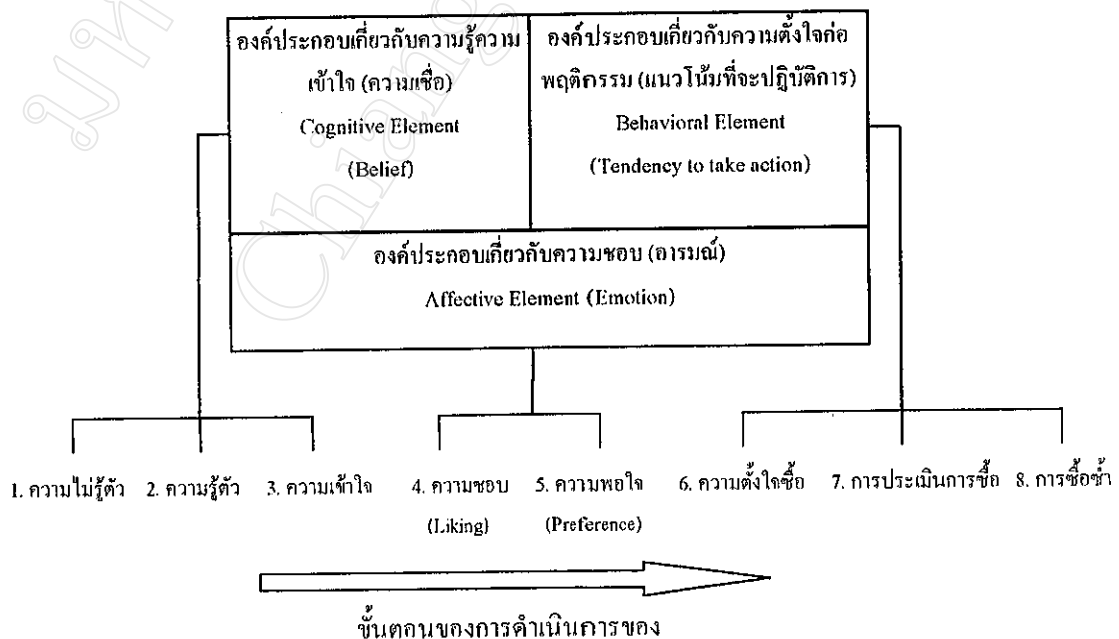 องค์ประกอบเกี่ยวกับความรู้ความ
เข้าใจ (ความเชื่อ)
Cognitive Element
(Belief)
องค์ประกอบเกี่ยวกับความตั้งใจก่อ
พฤติกรรม (แนวโน้มที่จะปฏิบัติการ)
Behavioral Element
(Tendency to take action)
องค์ประกอบเกี่ยวกับความชอบ (อารมณ์)
Affective Element (Emotion)
1. ความไม่รู้ตัว 2. ความรู้ตัว 3. ความเข้าใจ 4. ความชอบ 5. ความพอใจ 6. ความตั้งใจซื้อ 7. การประเมินการซื้อ 8. การซื้อซ้ำ
(Liking) (Preference)
ขั้นตอนของการดำเนินการของ
Chiang